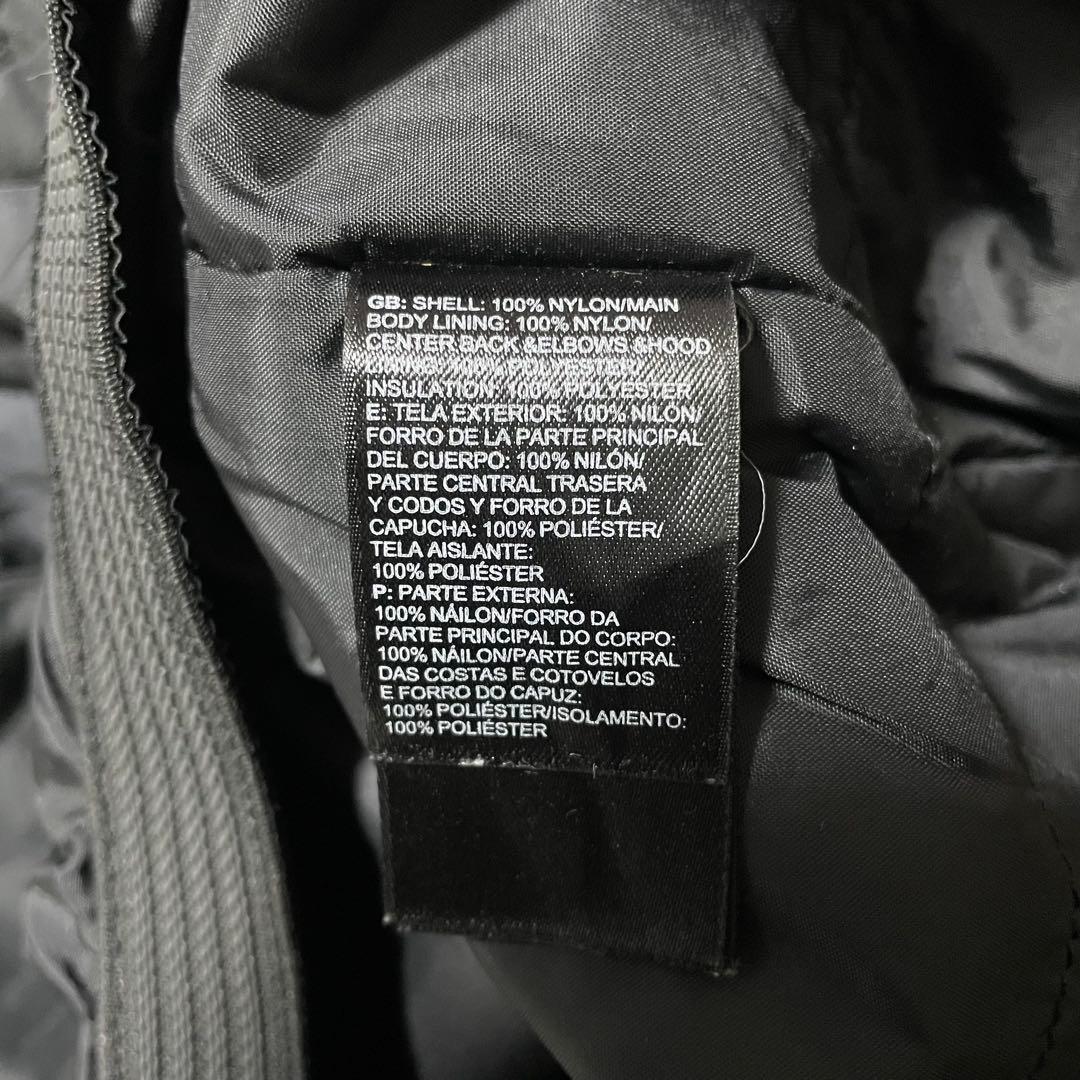 GB: SHELL: 100% NYLON/MAIN
BODY LINING: 100% NYLON/
CENTER BACK &ELBOWS &HOOD
LINING: 100% POLYESTER/
INSULATION: 100% POLYESTER
E: TELA EXTERIOR: 100% NILÓN/
FORRO DE LA PARTE PRINCIPAL
DEL CUERPO: 100% NILÓN/
PARTE CENTRAL TRASERA
Y CODOS Y FORRO DE LA
CAPUCHA: 100% POLIÉSTER/
TELA AISLANTE:
100% POLIÉSTER
P: PARTE EXTERNA:
100% NÁILON/FORRO DA
PARTE PRINCIPAL DO CORPO:
100% NÁILON/PARTE CENTRAL
DAS COSTAS E COTOVELOS
E FORRO DO CAPUZ:
100% POLIÉSTER/ISOLAMENTO:
100% POLIÉSTER